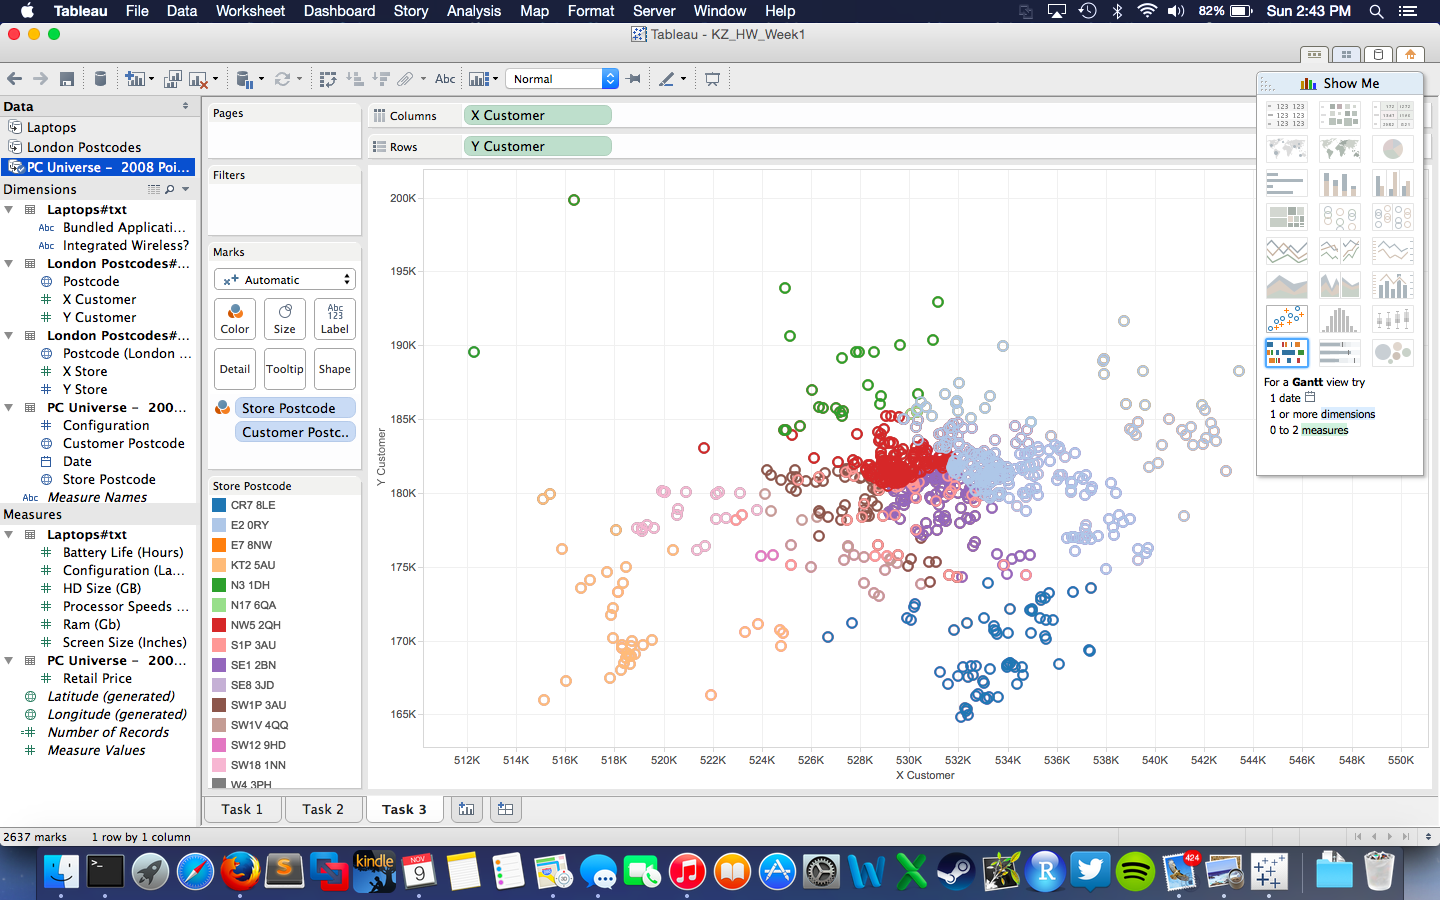 Tableau File Data Worksheet Dashboard Story Analysis Map Format Server Window Help 82% Sun 2:43 PM
Tableau - KZ_HW_Week1
Abc Normal
Show Me
Data
Laptops
London Postcodes
PC Universe – 2008 Poi...
Dimensions
Laptops#txt
Abc Bundled Applicati...
Abc Integrated Wireless?
London Postcodes#...
Postcode
X Customer
Y Customer
London Postcodes#...
Postcode (London ...
X Store
Y Store
PC Universe – 200...
Configuration
Customer Postcode
Date
Store Postcode
Abc Measure Names
Measures
Laptops#txt
Battery Life (Hours)
Configuration (La...
HD Size (GB)
Processor Speeds ...
Ram (Gb)
Screen Size (Inches)
PC Universe – 200...
Retail Price
Latitude (generated)
Longitude (generated)
Number of Records
Measure Values
Pages
Filters
Marks
Automatic
Color Size Abc 123 Label
Detail Tooltip Shape
Store Postcode
Customer Postc..
Store Postcode
CR7 8LE
E2 0RY
E7 8NW
KT2 5AU
N3 1DH
N17 6QA
NW5 2QH
S1P 3AU
SE1 2BN
SE8 3JD
SW1P 3AU
SW1V 4QQ
SW12 9HD
SW18 1NN
W4 3PH
Columns X Customer
Rows Y Customer
200K
195K
190K
185K
180K
175K
170K
165K
Y Customer
512K 514K 516K 518K 520K 522K 524K 526K 528K 530K 532K 534K 536K 538K 540K 542K 544K 546K 548K 550K
X Customer
For a Gantt view try
1 date
1 or more dimensions
0 to 2 measures
Task 1 Task 2 Task 3
2637 marks 1 row by 1 column
kindle
NOV
9
424